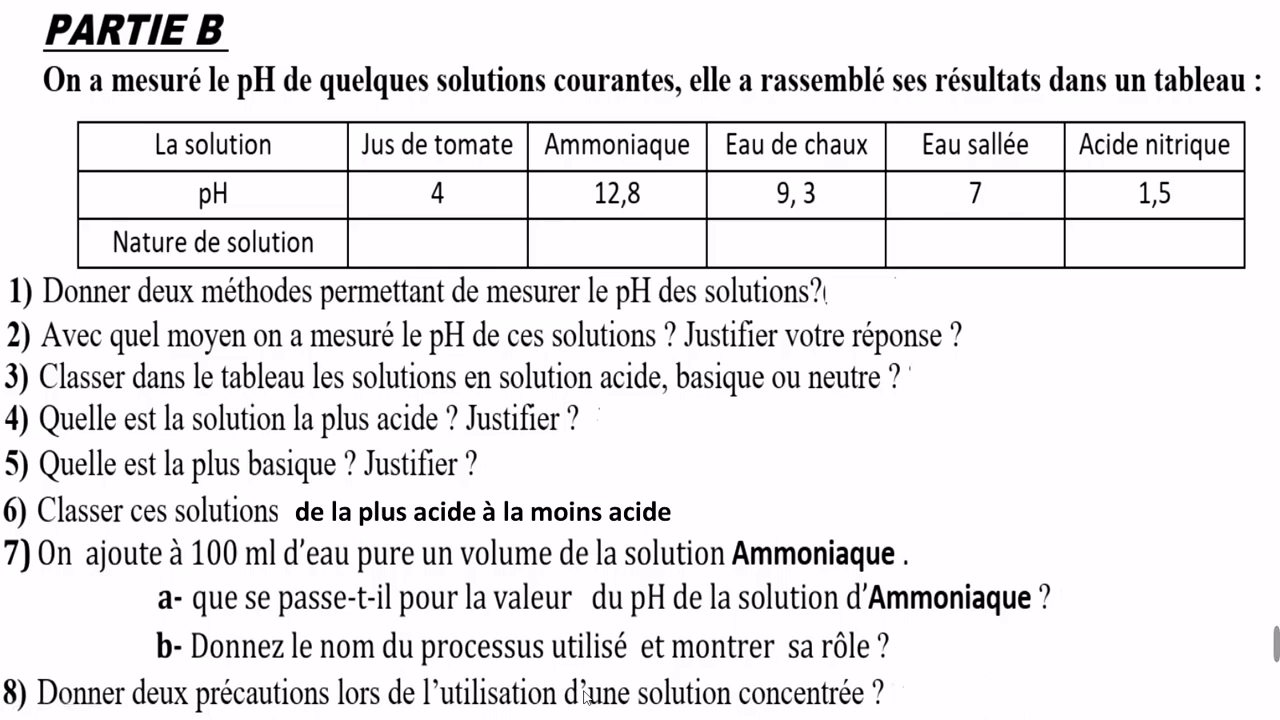 PARTIE B
On a mesuré le pH de quelques solutions courantes, elle a rassemblé ses résultats dans un tableau :
La solution Jus de tomate Ammoniaque Eau de chaux Eau sallée Acide nitrique
pH 4 12,8 9, 3 7 1,5
Nature de solution
1) Donner deux méthodes permettant de mesurer le pH des solutions?(
2) Avec quel moyen on a mesuré le pH de ces solutions ? Justifier votre réponse ?
3) Classer dans le tableau les solutions en solution acide, basique ou neutre ?
4) Quelle est la solution la plus acide ? Justifier ?
5) Quelle est la plus basique ? Justifier ?
6) Classer ces solutions de la plus acide à la moins acide
7) On ajoute à 100 ml d'eau pure un volume de la solution Ammoniaque .
a- que se passe-t-il pour la valeur du pH de la solution d'Ammoniaque ?
b- Donnez le nom du processus utilisé et montrer sa rôle ?
8) Donner deux précautions lors de l'utilisation d'une solution concentrée ?